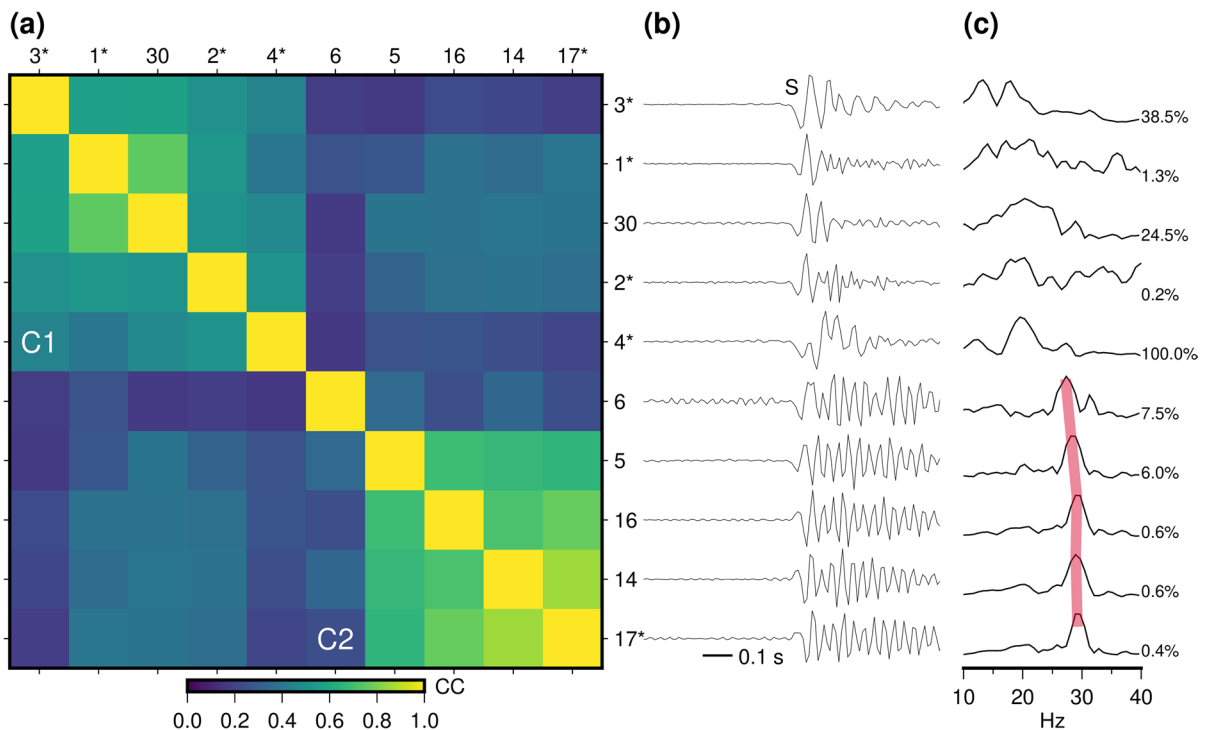 (a) (b) (c)
3* 1* 30 2* 4* 6 5 16 14 17*
S
3* 38.5%
1* 1.3%
30 24.5%
2* 0.2%
C1 4* 100.0%
6 7.5%
5 6.0%
16 0.6%
14 0.6%
C2 17* 0.4%
0.1 s
CC
10 20 30 40
0.0 0.2 0.4 0.6 0.8 1.0
Hz